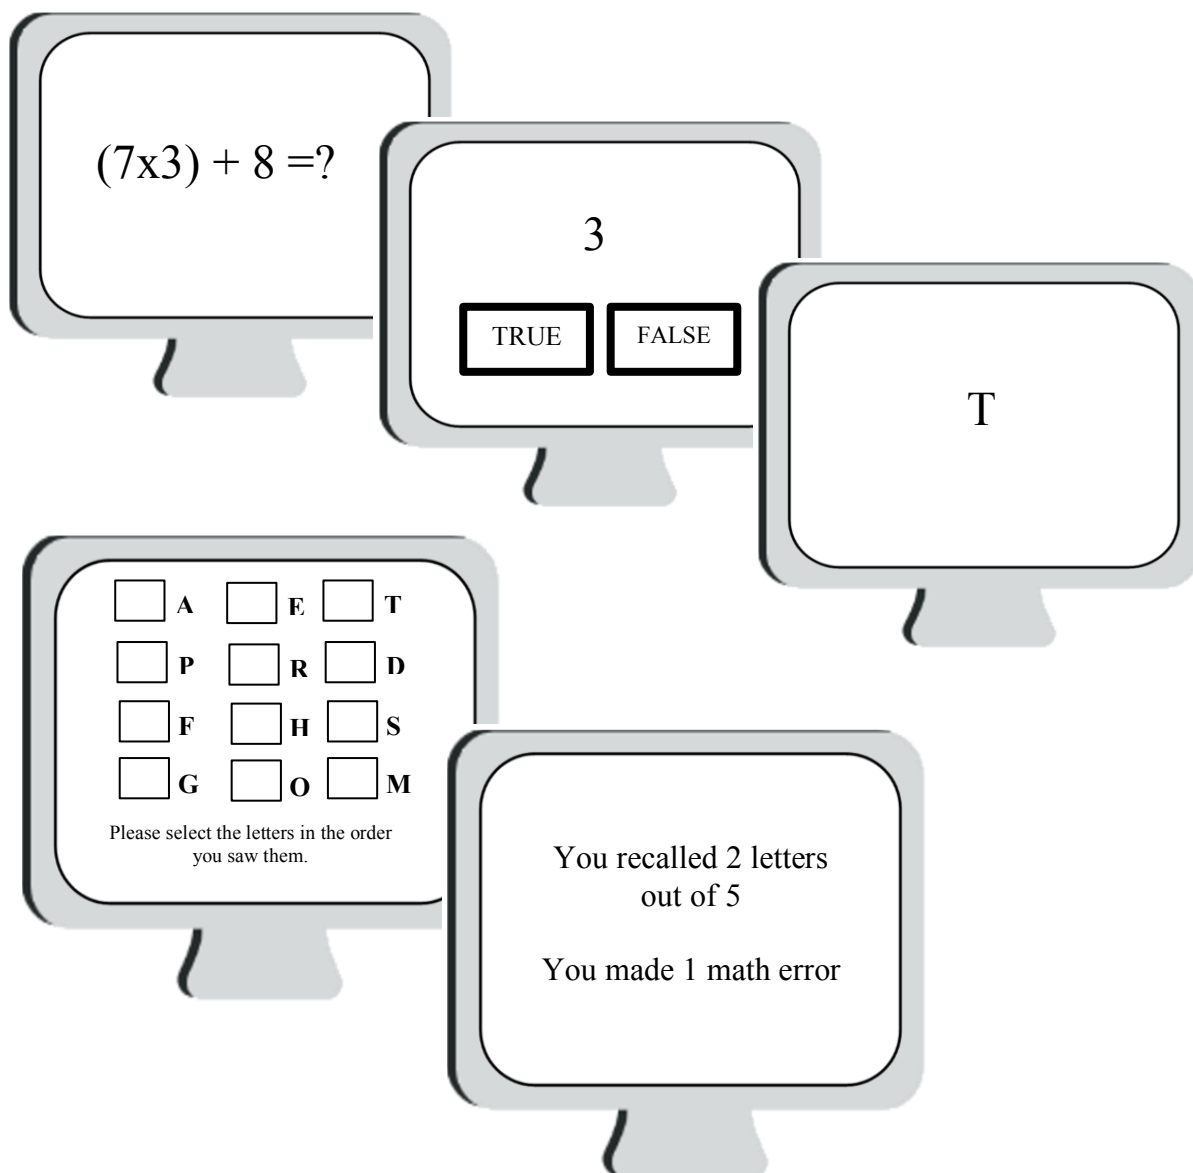 (7x3) + 8 =?
3
TRUE FALSE
T
A E T
P R D
F H S
G O M
Please select the letters in the order
you saw them.
You recalled 2 letters
out of 5
You made 1 math error